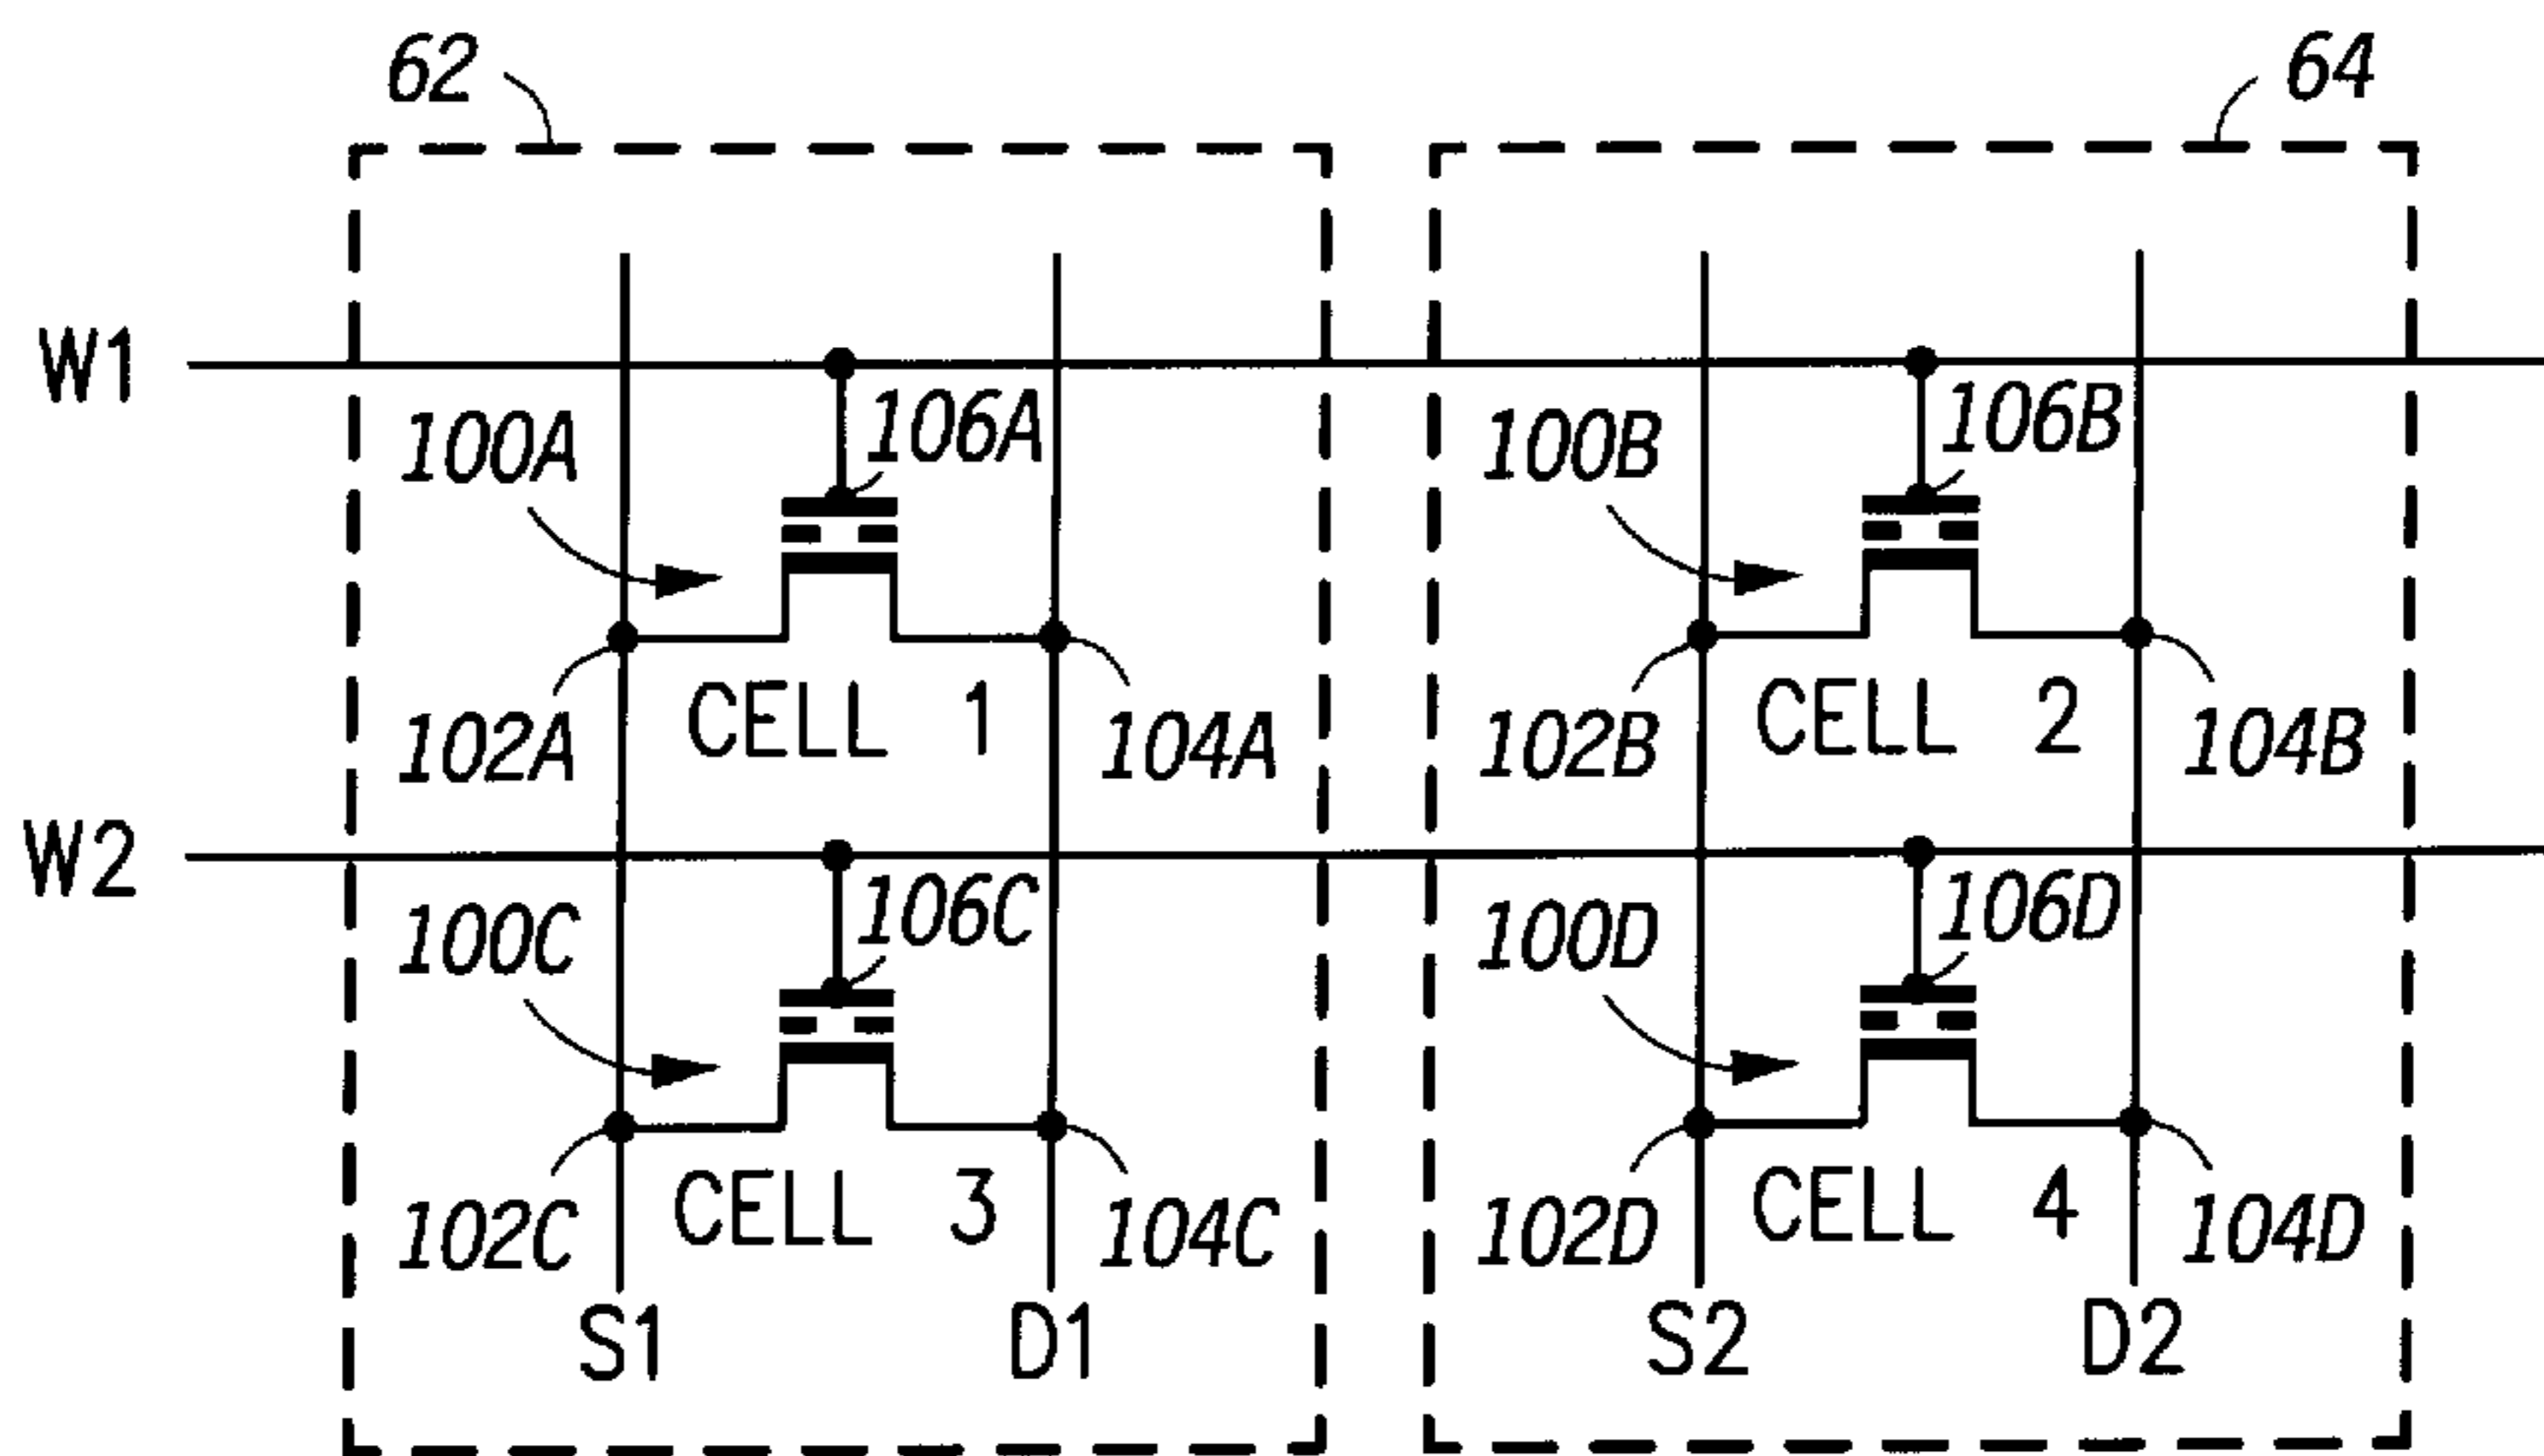 62 64
W1
106A 106B
100A 100B
CELL 1 CELL 2
102A 104A 102B 104B
W2
106C 106D
100C 100D
CELL 3 CELL 4
102C 104C 102D 104D
S1 D1 S2 D2